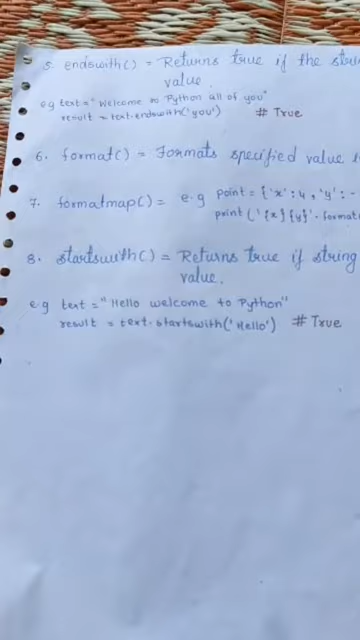 5. endswith() = Returns true if the
value.
e.g text = "Welcome to Python all of you"
result = text.endswith('you') # True
6. format() = Formats specified value
7. formatmap() = e.g point = {'x':4, 'y':-
print('{x}{y}'.format
8. startswith() = Returns true if string
value.
e.g text = "Hello welcome to Python"
result = text.startswith('Hello') # True